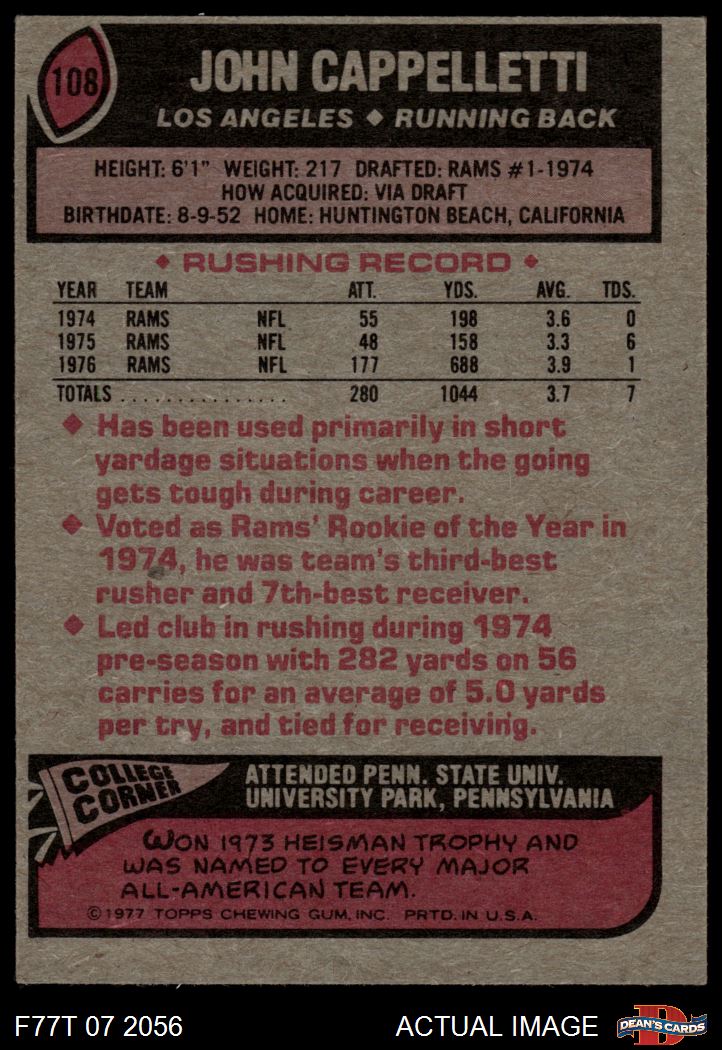 108
JOHN CAPPELLETTI
LOS ANGELES ◆ RUNNING BACK
HEIGHT: 6'1" WEIGHT: 217 DRAFTED: RAMS #1-1974
HOW ACQUIRED: VIA DRAFT
BIRTHDATE: 8-9-52 HOME: HUNTINGTON BEACH, CALIFORNIA
◆ RUSHING RECORD ◆
YEAR TEAM ATT. YDS. AVG. TDS.
1974 RAMS NFL 55 198 3.6 0
1975 RAMS NFL 48 158 3.3 6
1976 RAMS NFL 177 688 3.9 1
TOTALS . . . . . . . . . . . . . . . 280 1044 3.7 7
◆ Has been used primarily in short
yardage situations when the going
gets tough during career.
◆ Voted as Rams' Rookie of the Year in
1974, he was team's third-best
rusher and 7th-best receiver.
◆ Led club in rushing during 1974
pre-season with 282 yards on 56
carries for an average of 5.0 yards
per try, and tied for receiving.
COLLEGE
CORNER
ATTENDED PENN. STATE UNIV.
UNIVERSITY PARK, PENNSYLVANIA
WON 1973 HEISMAN TROPHY AND
WAS NAMED TO EVERY MAJOR
ALL-AMERICAN TEAM.
©1977 TOPPS CHEWING GUM, INC. PRTD. IN U.S.A.
F77T 07 2056 ACTUAL IMAGE
D
DEAN'S CARDS